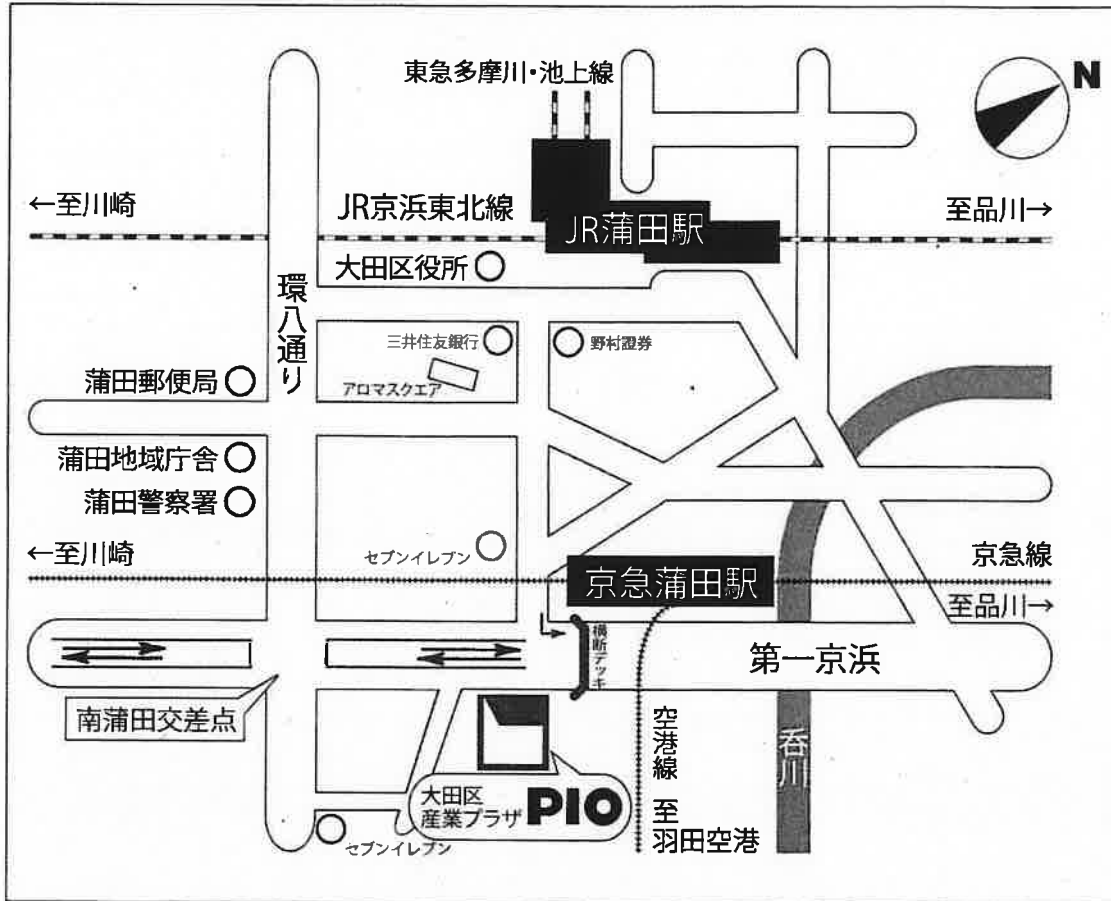 東急多摩川・池上線
N
←至川崎
JR京浜東北線
JR蒲田駅
至品川→
大田区役所
環八通り
三井住友銀行
野村證券
アロマスクエア
蒲田郵便局
蒲田地域庁舎
蒲田警察署
セブンイレブン
←至川崎
京急線
京急蒲田駅
至品川→
横断デッキ
第一京浜
南蒲田交差点
空港線 至
羽田空港
呑川
大田区
産業プラザ PIO
セブンイレブン